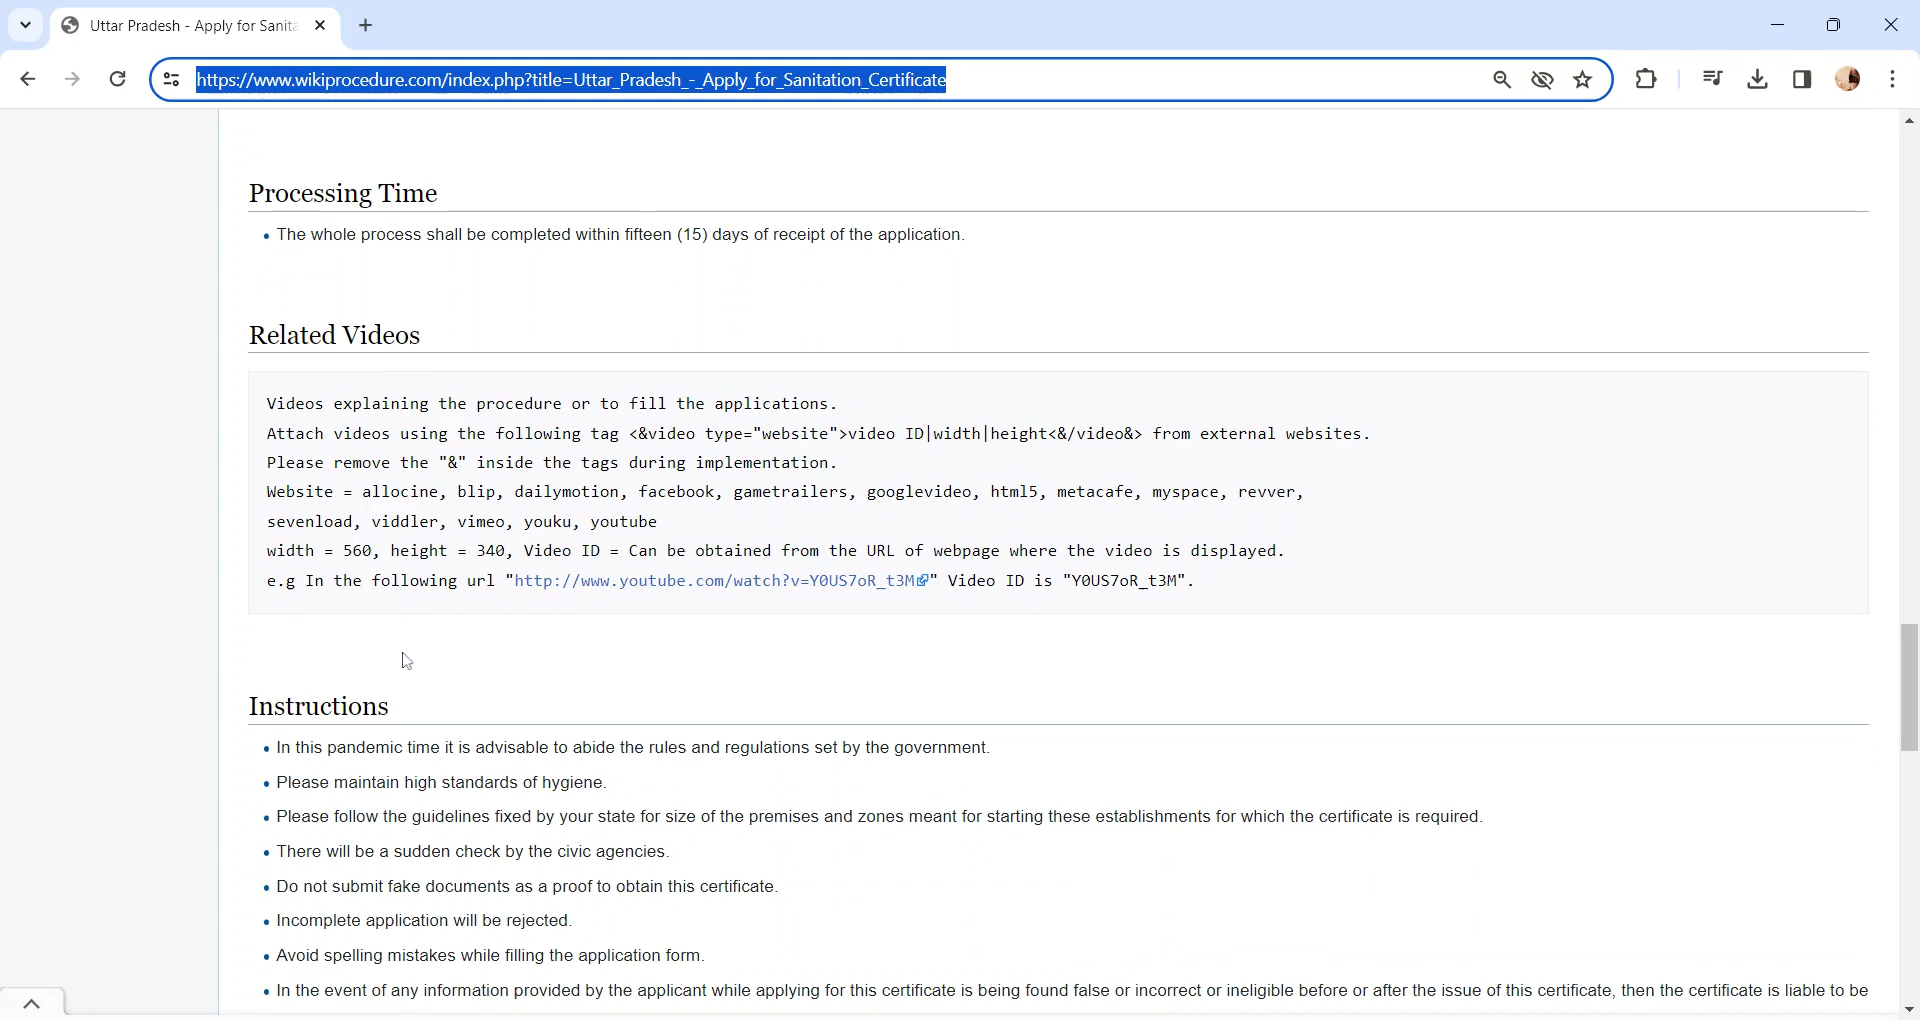 Uttar Pradesh - Apply for Sanita
https://www.wikiprocedure.com/index.php?title=Uttar_Pradesh_-_Apply_for_Sanitation_Certificate
Processing Time
The whole process shall be completed within fifteen (15) days of receipt of the application.
Related Videos
Videos explaining the procedure or to fill the applications.
Attach videos using the following tag <&video type="website">video ID|width|height<&/video&> from external websites.
Please remove the "&" inside the tags during implementation.
Website = allocine, blip, dailymotion, facebook, gametrailers, googlevideo, html5, metacafe, myspace, revver,
sevenload, viddler, vimeo, youku, youtube
width = 560, height = 340, Video ID = Can be obtained from the URL of webpage where the video is displayed.
e.g In the following url "http://www.youtube.com/watch?v=Y0US7oR_t3M" Video ID is "Y0US7oR_t3M".
Instructions
In this pandemic time it is advisable to abide the rules and regulations set by the government.
Please maintain high standards of hygiene.
Please follow the guidelines fixed by your state for size of the premises and zones meant for starting these establishments for which the certificate is required.
There will be a sudden check by the civic agencies.
Do not submit fake documents as a proof to obtain this certificate.
Incomplete application will be rejected.
Avoid spelling mistakes while filling the application form.
In the event of any information provided by the applicant while applying for this certificate is being found false or incorrect or ineligible before or after the issue of this certificate, then the certificate is liable to be